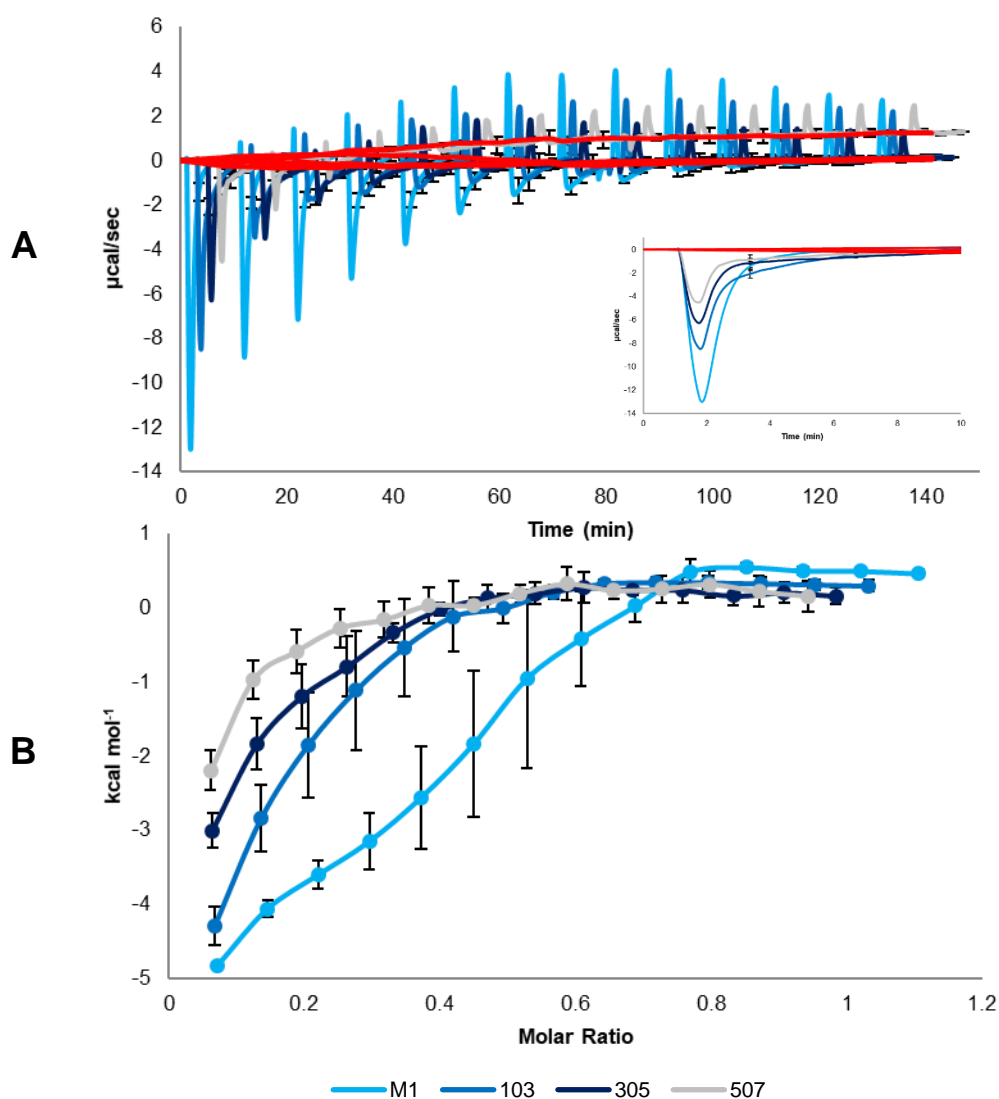 6
4
2
0
-2
-4
-6
-8
-10
-12
-14
µcal/sec
A
0 20 40 60 80 100 120 140
Time (min)
0
-2
-4
-6
-8
-10
-12
-14
µcal/sec
0 2 4 6 8 10
Time (min)
1
0
-1
-2
-3
-4
-5
kcal mol-1
B
0 0.2 0.4 0.6 0.8 1 1.2
Molar Ratio
M1 103 305 507